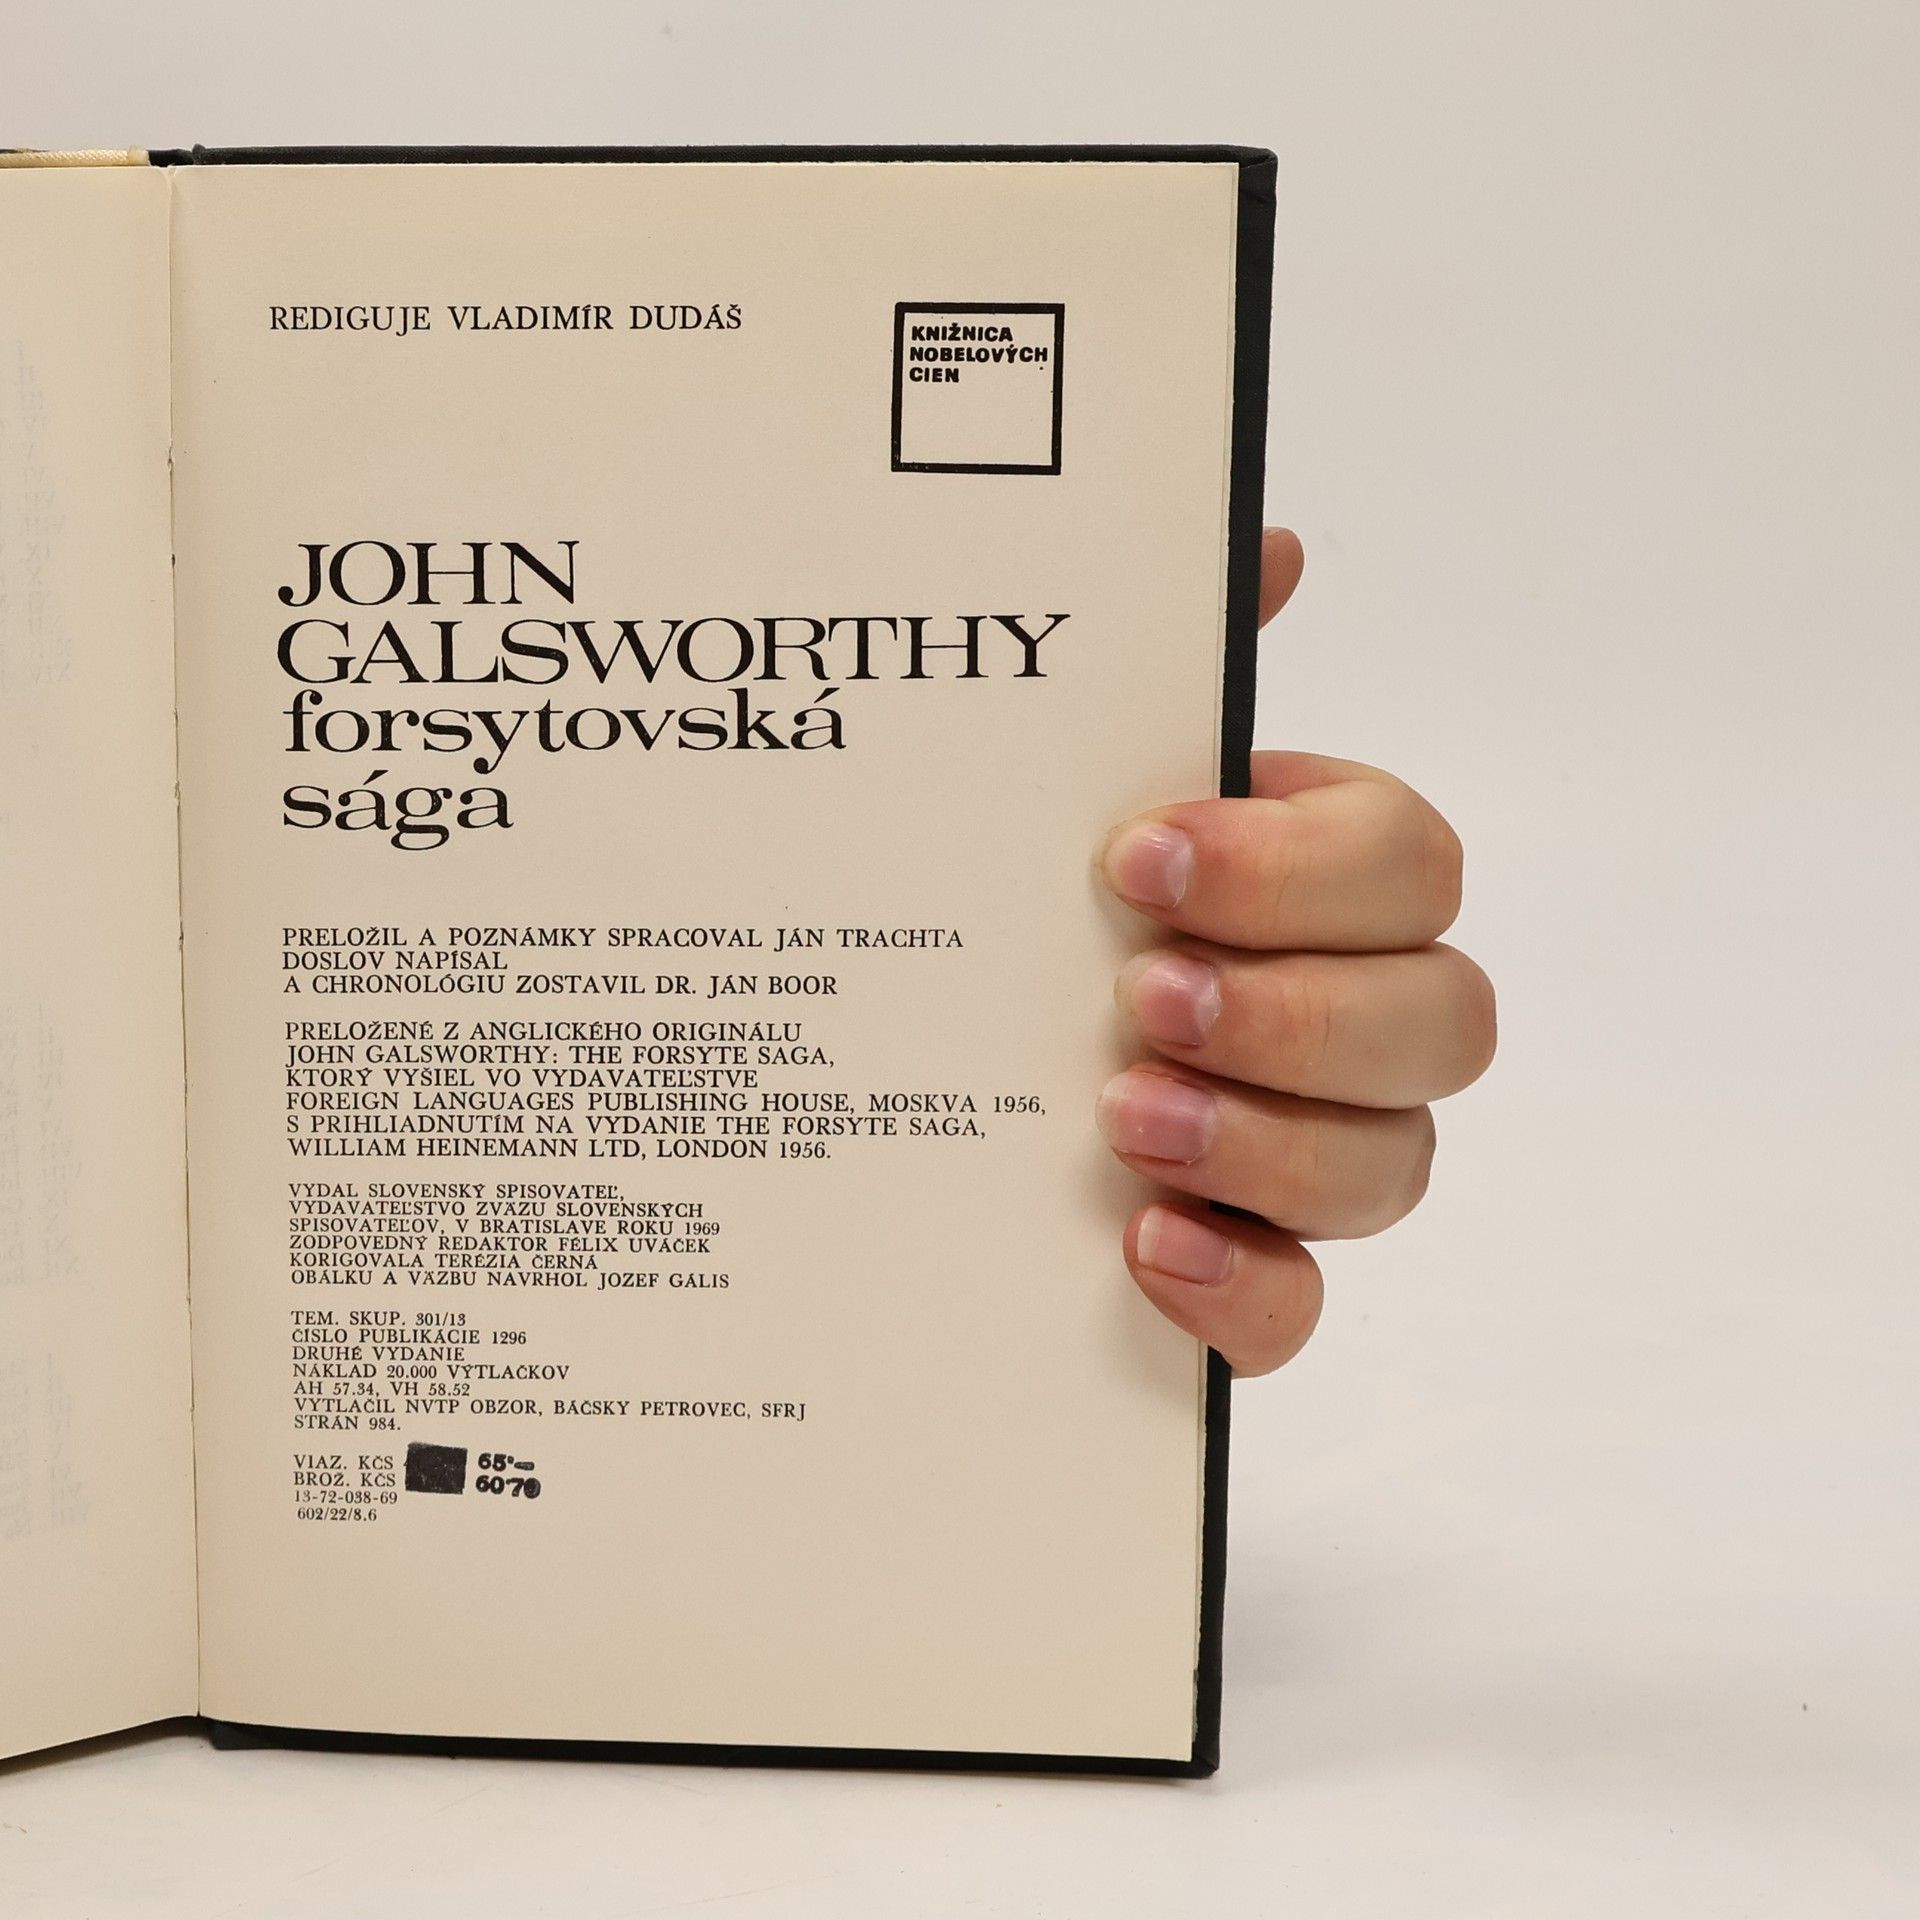 REDIGUJE VLADIMÍR DUDÁŠ
KNIŽNICA
NOBELOVÝCH
CIEN
JOHN
GALSWORTHY
forsytovská
sága
PRELOŽIL A POZNÁMKY SPRACOVAL JÁN TRACHTA
DOSLOV NAPÍSAL
A CHRONOLÓGIU ZOSTAVIL DR. JÁN BOOR
PRELOŽENÉ Z ANGLICKÉHO ORIGINÁLU
JOHN GALSWORTHY: THE FORSYTE SAGA,
KTORÝ VYŠIEL VO VYDAVATEĽSTVE
FOREIGN LANGUAGES PUBLISHING HOUSE, MOSKVA 1956,
S PRIHLIADNUTÍM NA VYDANIE THE FORSYTE SAGA,
WILLIAM HEINEMANN LTD, LONDON 1956.
VYDAL SLOVENSKÝ SPISOVATEĽ,
VYDAVATEĽSTVO ZVÄZU SLOVENSKÝCH
SPISOVATEĽOV, V BRATISLAVE ROKU 1969
ZODPOVEDNÝ REDAKTOR FÉLIX UVÁČEK
KORIGOVALA TERÉZIA ČERNÁ
OBÁLKU A VÄZBU NAVRHOL JOZEF GÁLIS
TEM. SKUP. 301/13
ČÍSLO PUBLIKÁCIE 1296
DRUHÉ VYDANIE
NÁKLAD 20.000 VÝTLAČKOV
AH 57.34, VH 58.52
VYTLAČIL NVTP OBZOR, BÁČSKY PETROVEC, SFRJ
STRÁN 984.
VIAZ. KČS 65'—
BROŽ. KČS 60'70
13-72-038-69
602/22/8.6